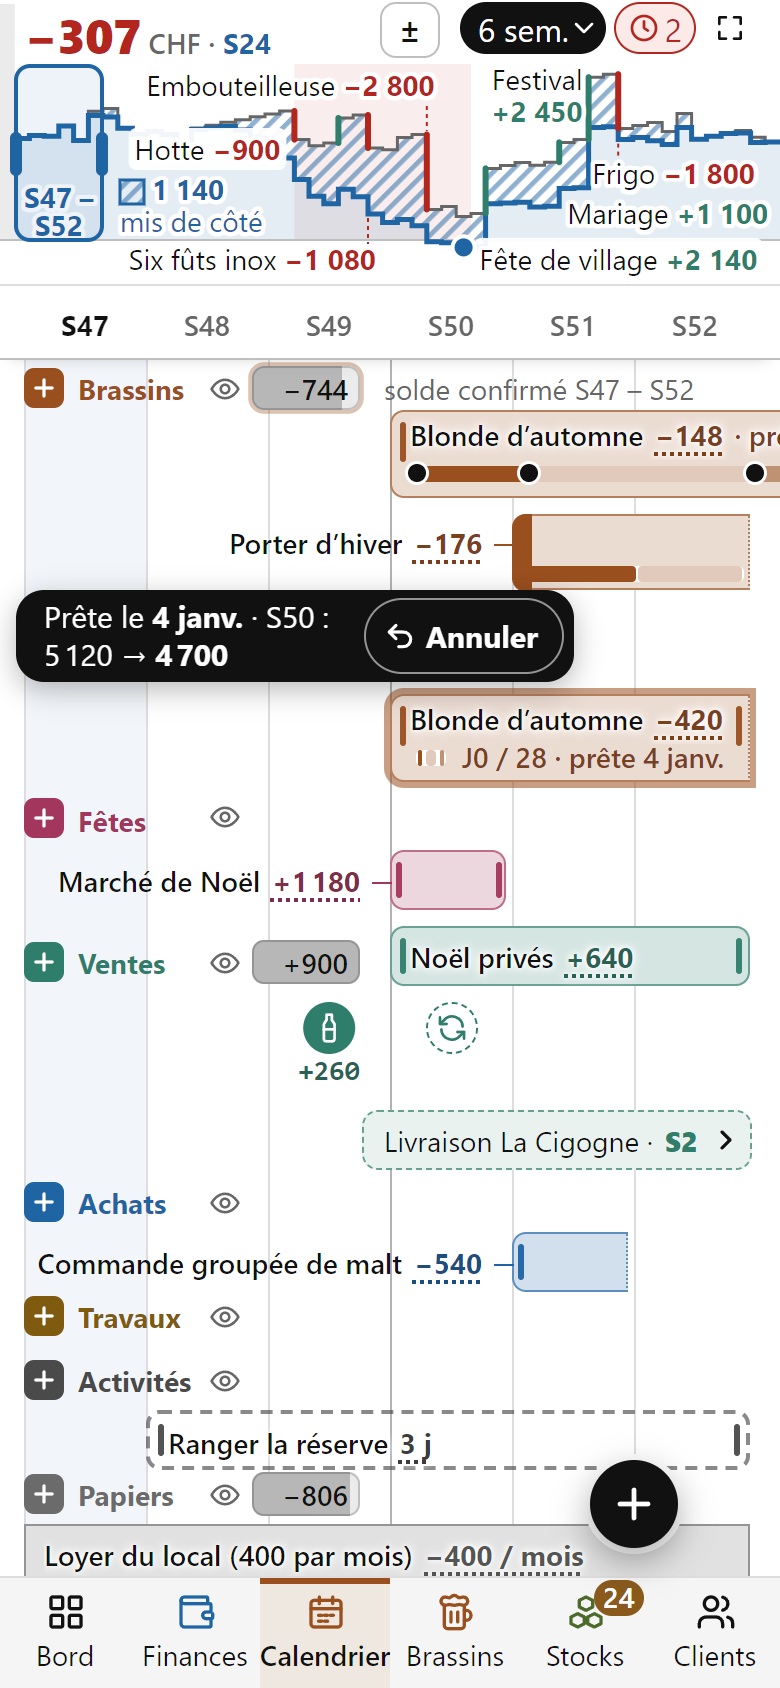 −307 CHF · S24
±
6 sem.
2
Embouteilleuse −2 800
Festival
+2 450
Hotte −900
Frigo −1 800
S47 –
S52
1 140
mis de côté
Mariage +1 100
Six fûts inox −1 080
Fête de village +2 140
S47 S48 S49 S50 S51 S52
Brassins −744 solde confirmé S47 – S52
Blonde d’automne −148 · pr
Porter d’hiver −176
Prête le 4 janv. · S50 :
5 120 → 4 700
Annuler
Blonde d’automne −420
J0 / 28 · prête 4 janv.
Fêtes
Marché de Noël +1 180
Ventes +900 Noël privés +640
+260
Livraison La Cigogne · S2
Achats
Commande groupée de malt −540
Travaux
Activités
Ranger la réserve 3 j
Papiers −806
Loyer du local (400 par mois) −400 / mois
24
Bord Finances Calendrier Brassins Stocks Clients